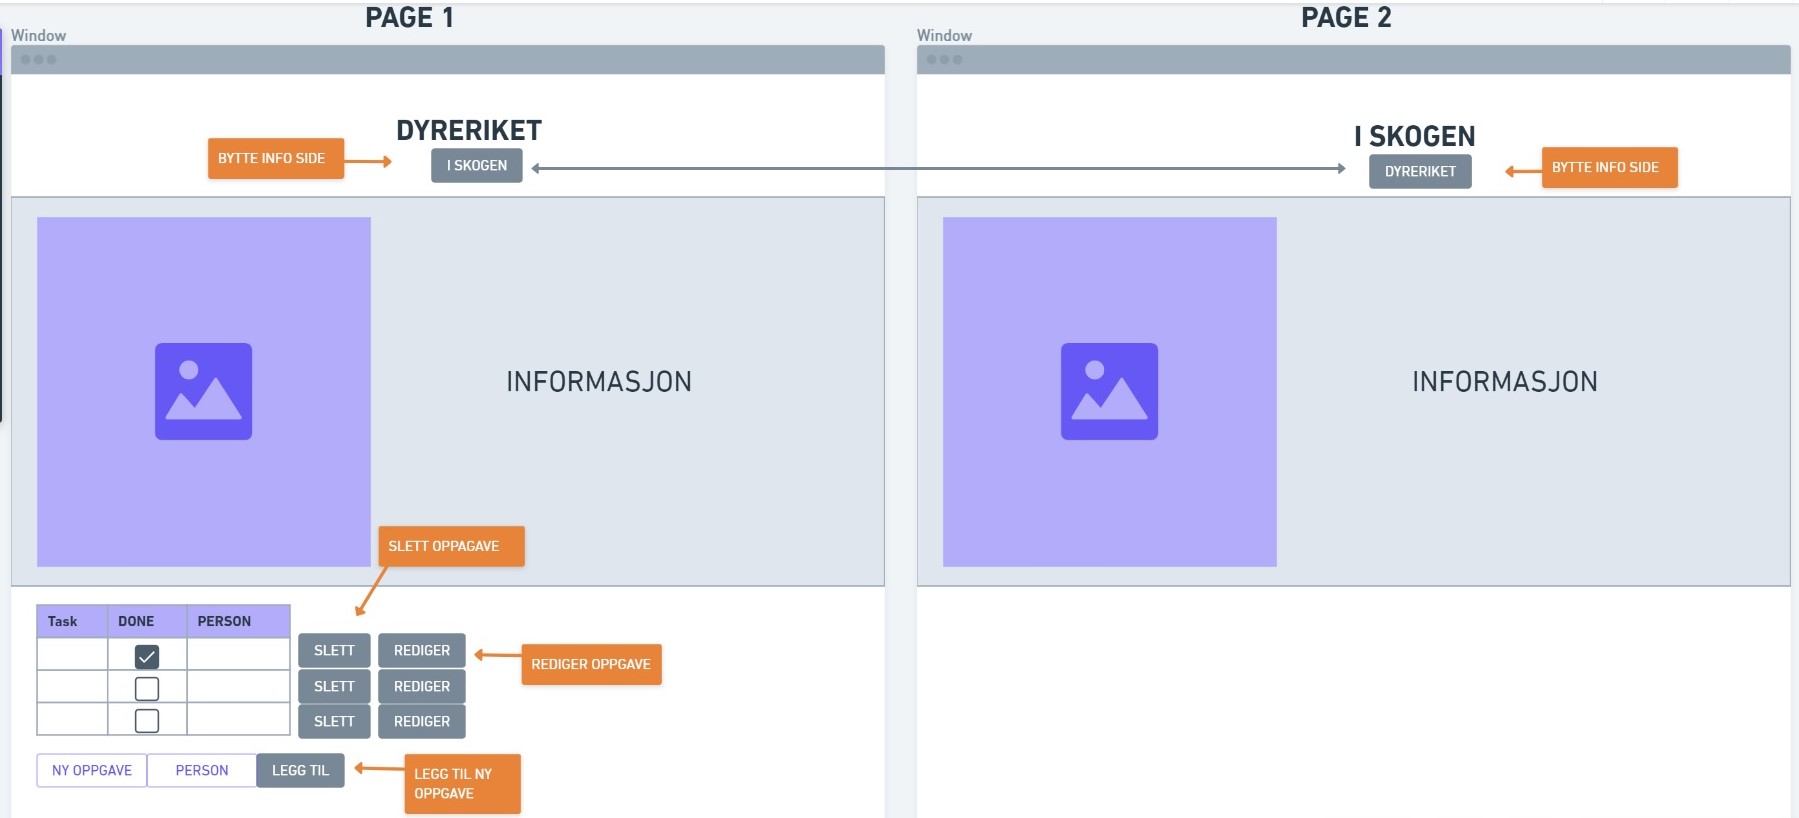 PAGE 1
Window
DYRERIKET
BYTTE INFO SIDE
I SKOGEN
INFORMASJON
SLETT OPPAGAVE
Task DONE PERSON
SLETT REDIGER
REDIGER OPPGAVE
SLETT REDIGER
SLETT REDIGER
NY OPPGAVE PERSON LEGG TIL
LEGG TIL NY
OPPGAVE
PAGE 2
Window
I SKOGEN
DYRERIKET
BYTTE INFO SIDE
INFORMASJON